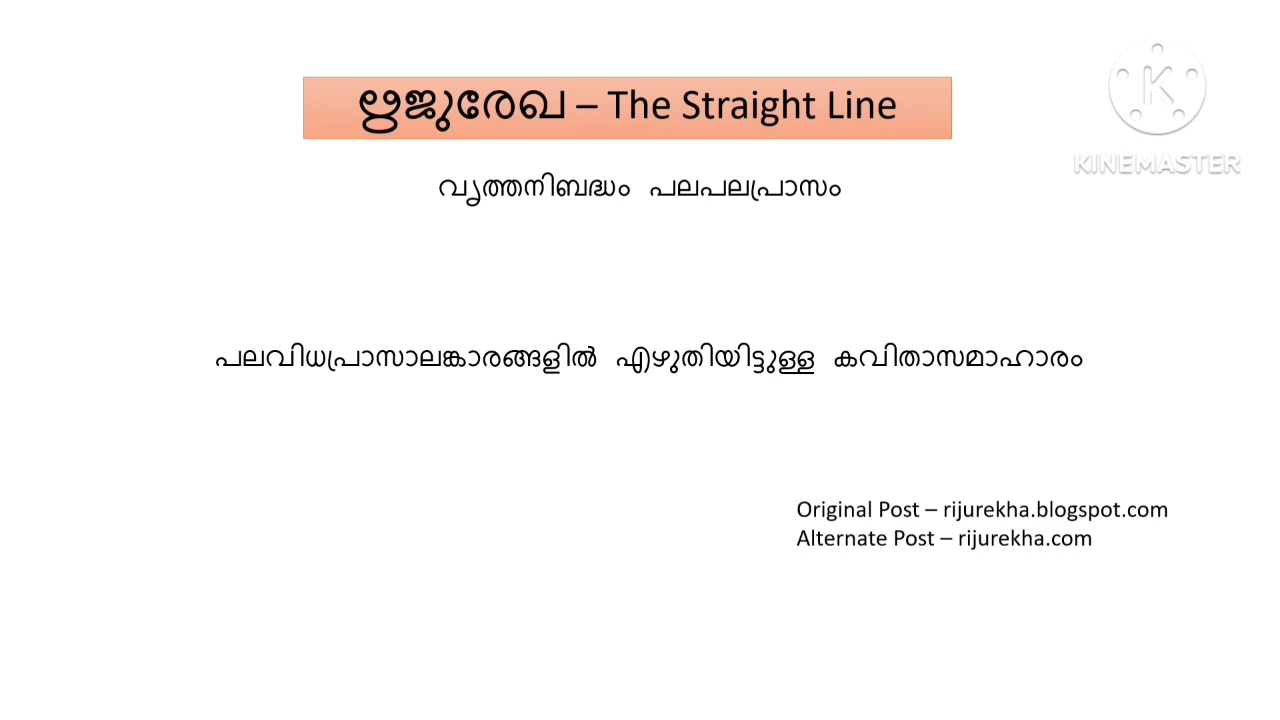 ഋജുരേഖ – The Straight Line
KINEMASTER
വൃത്തനിബദ്ധം പലപലപ്രാസം
പലവിധപ്രാസാലങ്കാരങ്ങളിൽ എഴുതിയിട്ടുള്ള കവിതാസമാഹാരം
Original Post – rijurekha.blogspot.com
Alternate Post – rijurekha.com